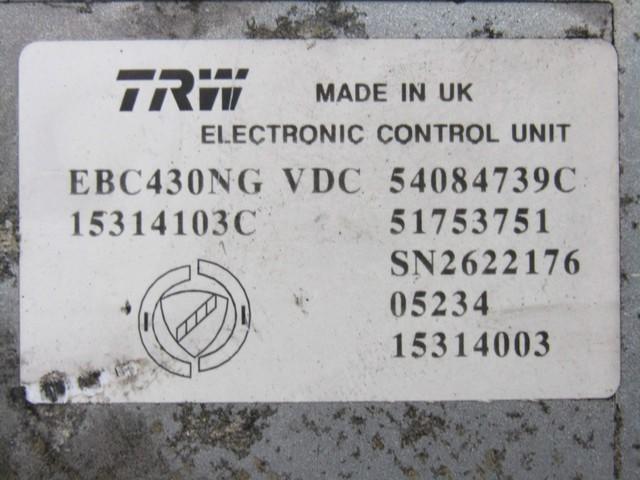 TRW MADE IN UK
ELECTRONIC CONTROL UNIT
EBC430NG VDC 54084739C
15314103C 51753751
SN2622176
05234
15314003